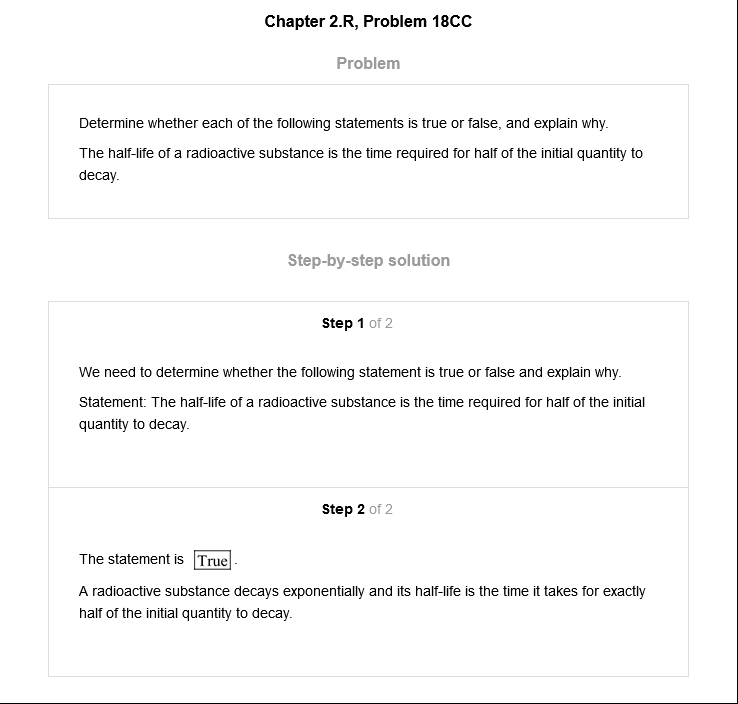 Chapter 2.R, Problem 18CC
Problem
Determine whether each of the following statements is true or false, and explain why.
The half-life of a radioactive substance is the time required for half of the initial quantity to
decay.
Step-by-step solution
Step 1 of 2
We need to determine whether the following statement is true or false and explain why.
Statement: The half-life of a radioactive substance is the time required for half of the initial
quantity to decay.
Step 2 of 2
The statement is True.
A radioactive substance decays exponentially and its half-life is the time it takes for exactly
half of the initial quantity to decay.